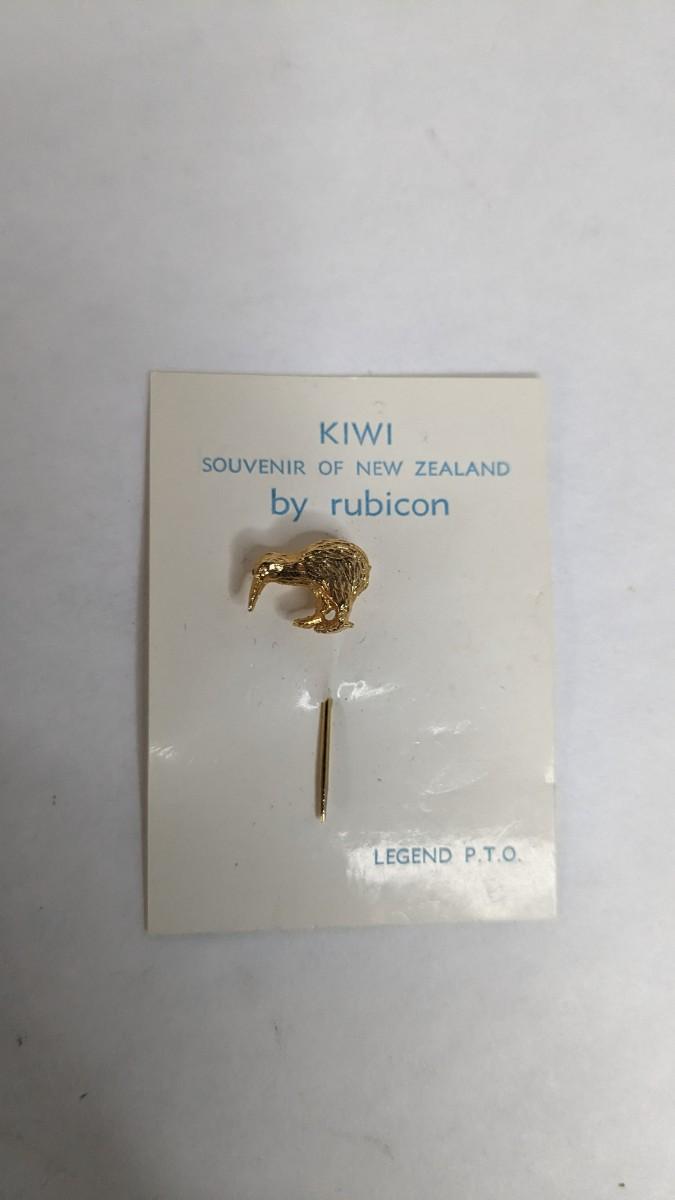 KIWI
SOUVENIR OF NEW ZEALAND
by rubicon
LEGEND P.T.O.